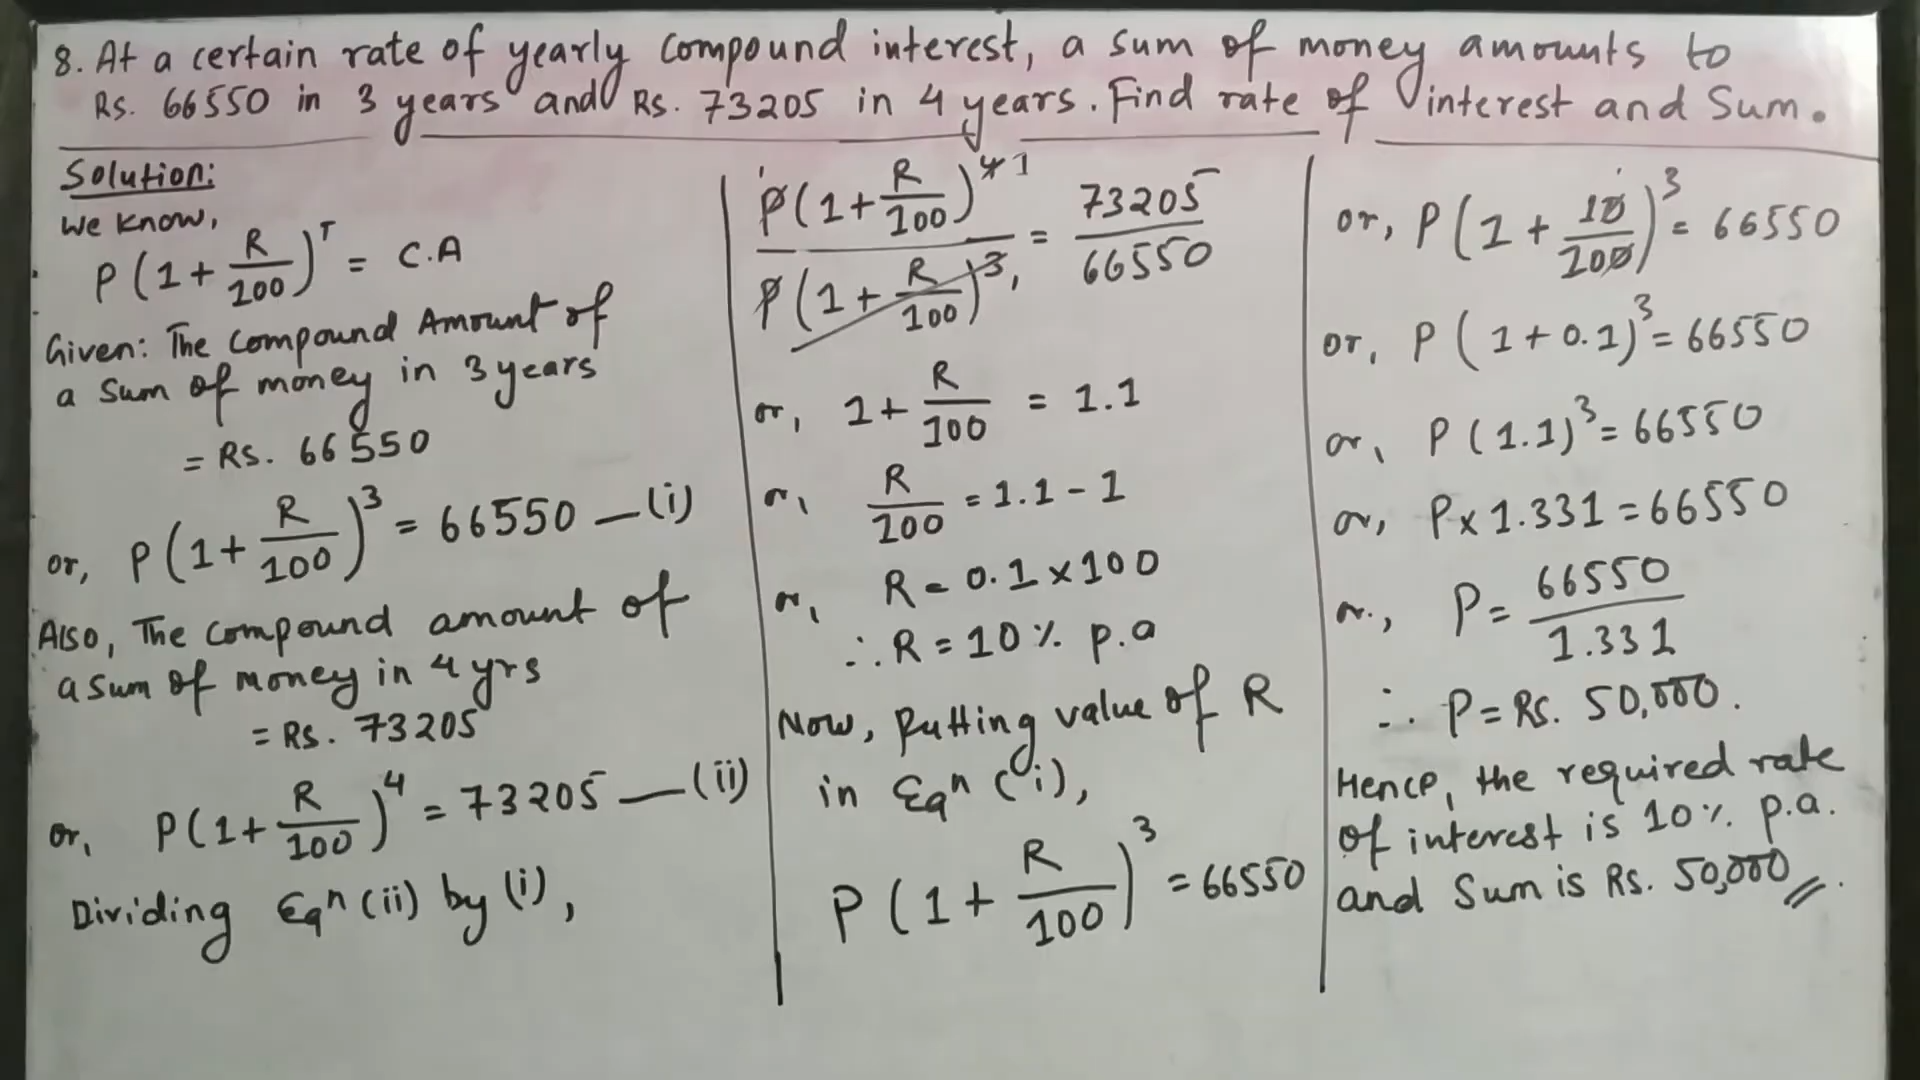 8. At a certain rate of yearly compound interest, a sum of money amounts to
Rs. 66550 in 3 years and Rs. 73205 in 4 years. Find rate of interest and Sum.
Solution:
We know,
P(1+R/100)^T = C.A
Given: The Compound Amount of
a Sum of money in 3 years
= Rs. 66550
or, P(1+R/100)^3 = 66550 —(i)
Also, The compound amount of
a sum of money in 4 yrs
= Rs. 73205
or, P(1+R/100)^4 = 73205 —(ii)
Dividing Eqn (ii) by (i),
P(1+R/100)^4 1 / P(1+R/100)^3 = 73205/66550
or, 1+R/100 = 1.1
or, R/100 = 1.1-1
or, R = 0.1×100
∴ R = 10% p.a
Now, Putting value of R
in Eqn (i),
P(1+R/100)^3 = 66550
or, P(1+10/100)^3 = 66550
or, P(1+0.1)^3 = 66550
or, P(1.1)^3 = 66550
or, P×1.331 = 66550
or, P = 66550/1.331
∴ P = Rs. 50,000.
Hence, the required rate
of interest is 10% p.a.
and Sum is Rs. 50,000